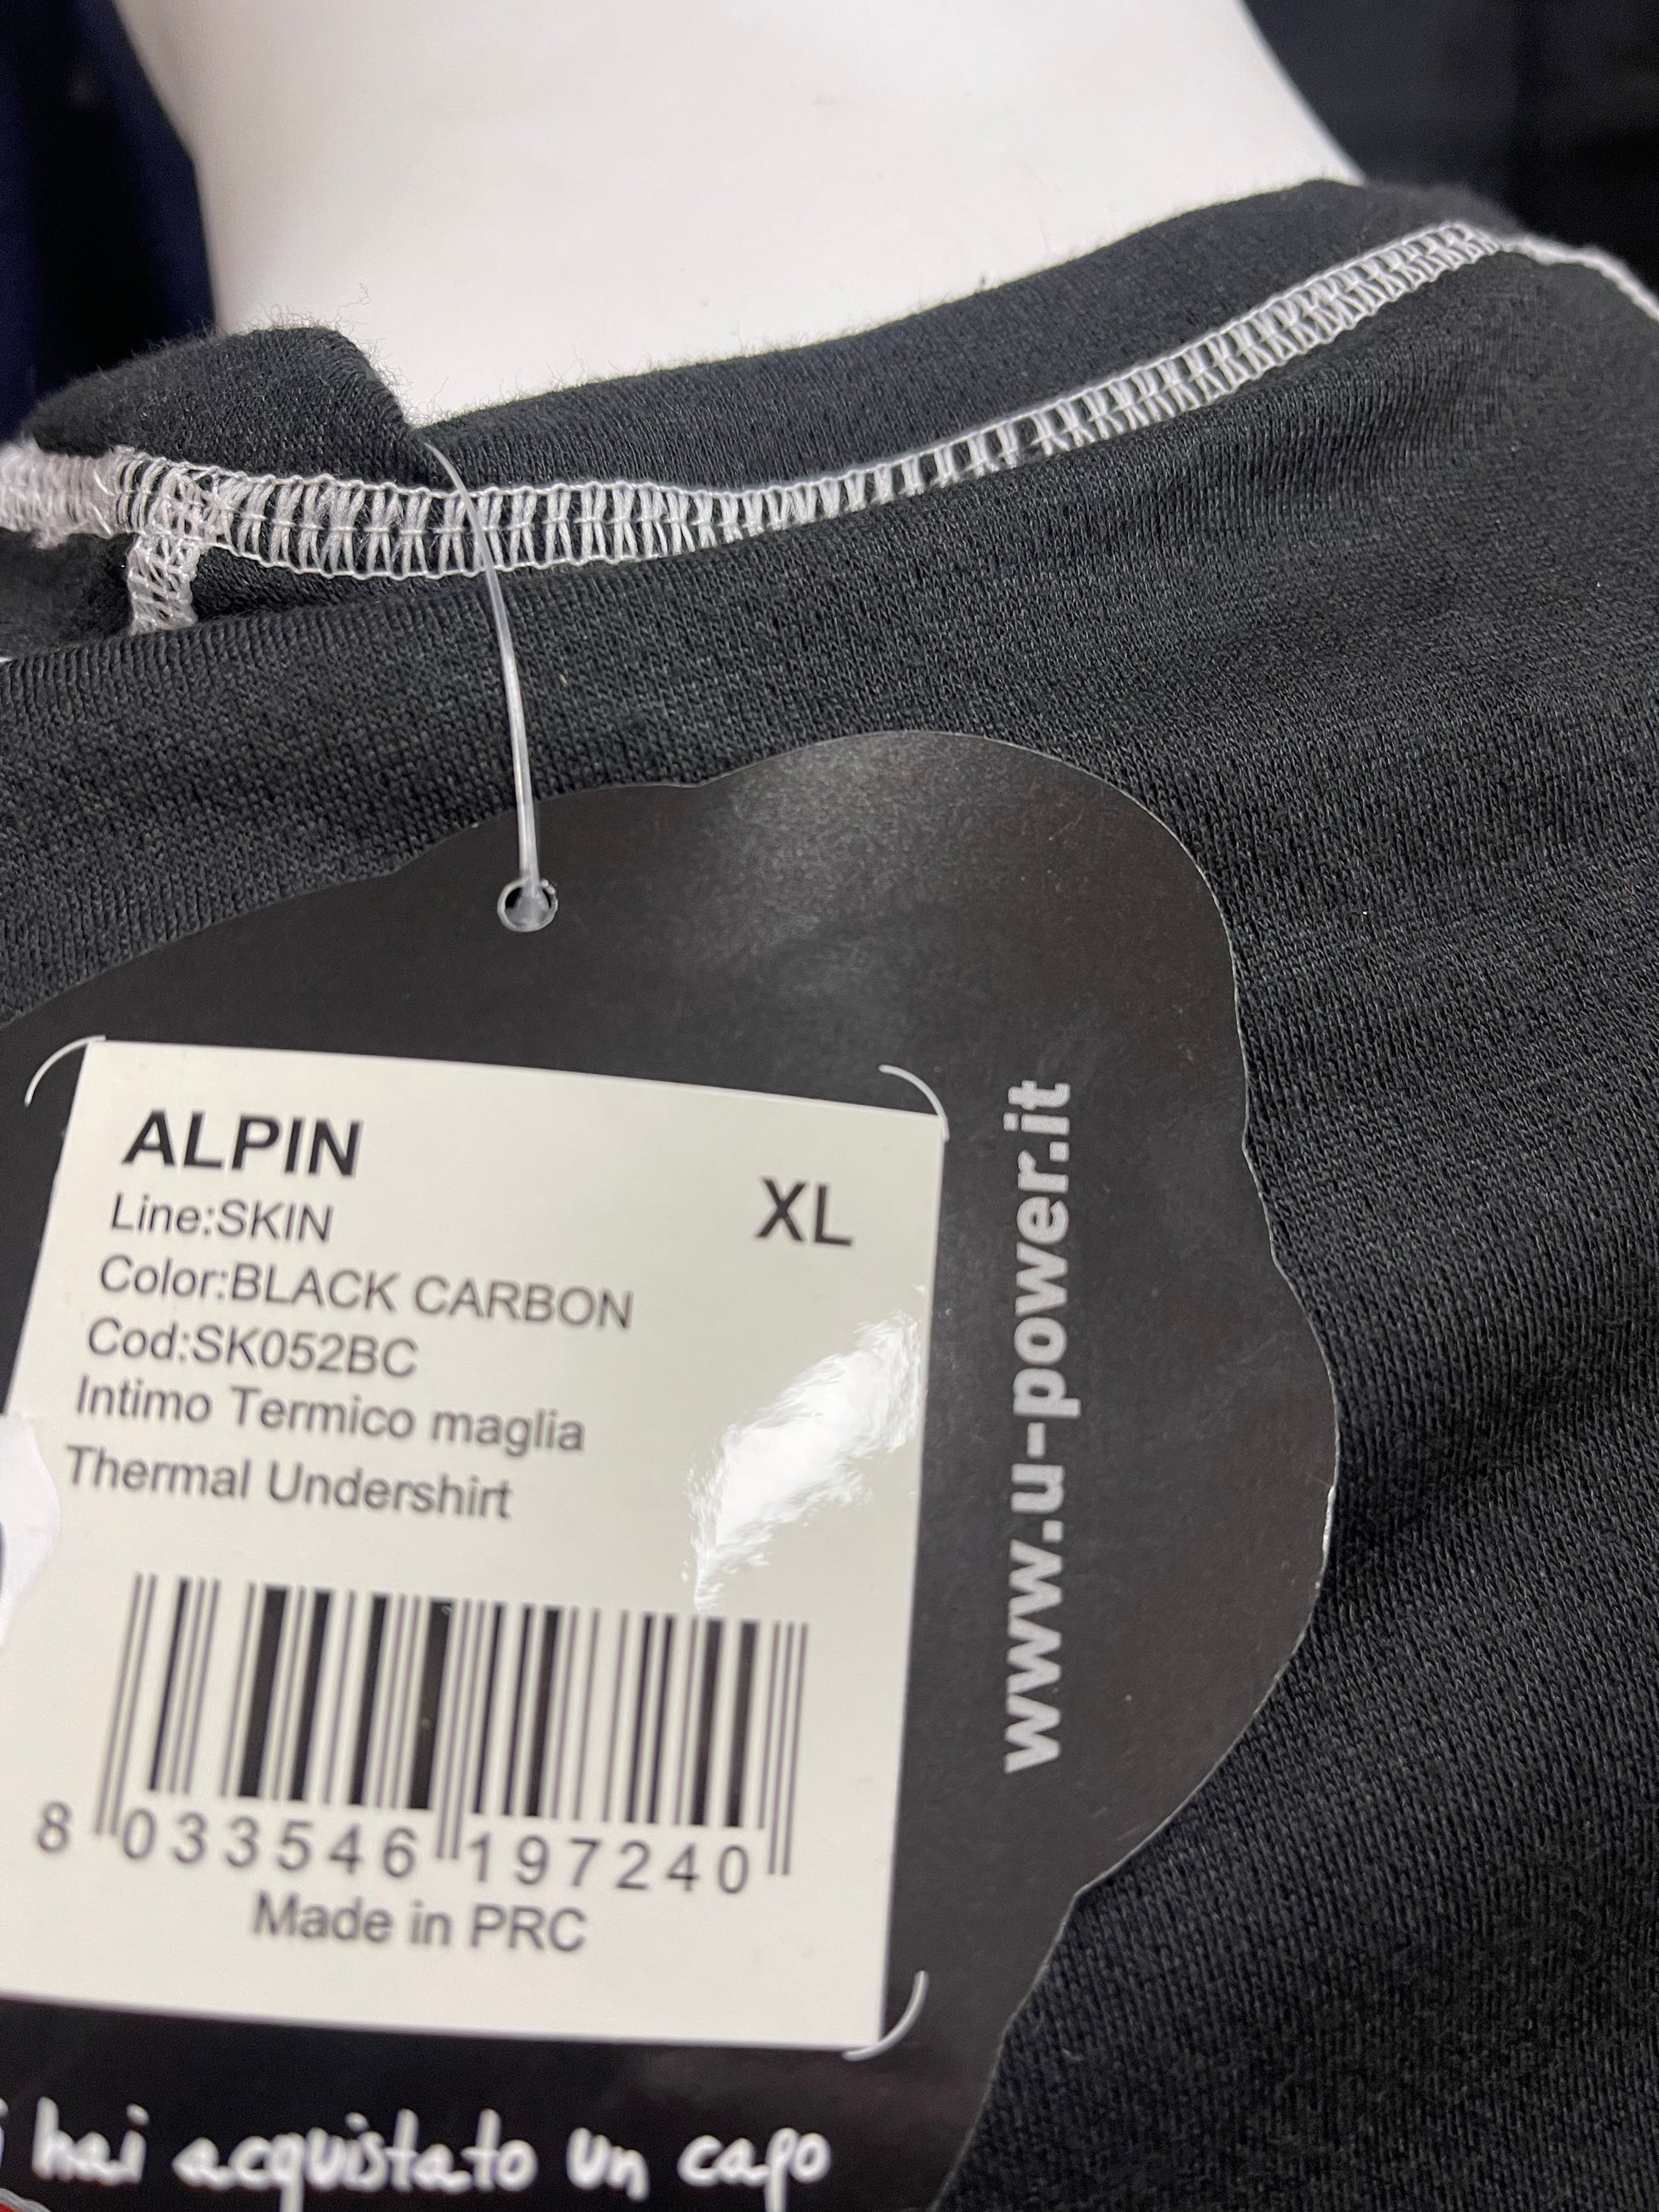 ALPIN
XL
Line:SKIN
Color:BLACK CARBON
Cod:SK052BC
Intimo Termico maglia
Thermal Undershirt
8 033546 197240
Made in PRC
www.u-power.it
hai acquistato un capo